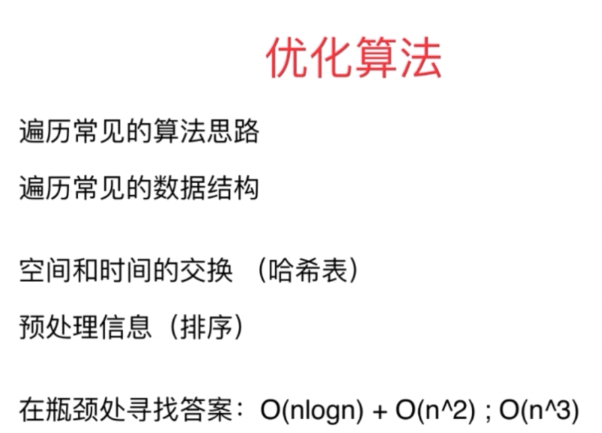 优化算法
遍历常见的算法思路
遍历常见的数据结构
空间和时间的交换 （哈希表）
预处理信息（排序）
在瓶颈处寻找答案：O(nlogn) + O(n^2) ; O(n^3)